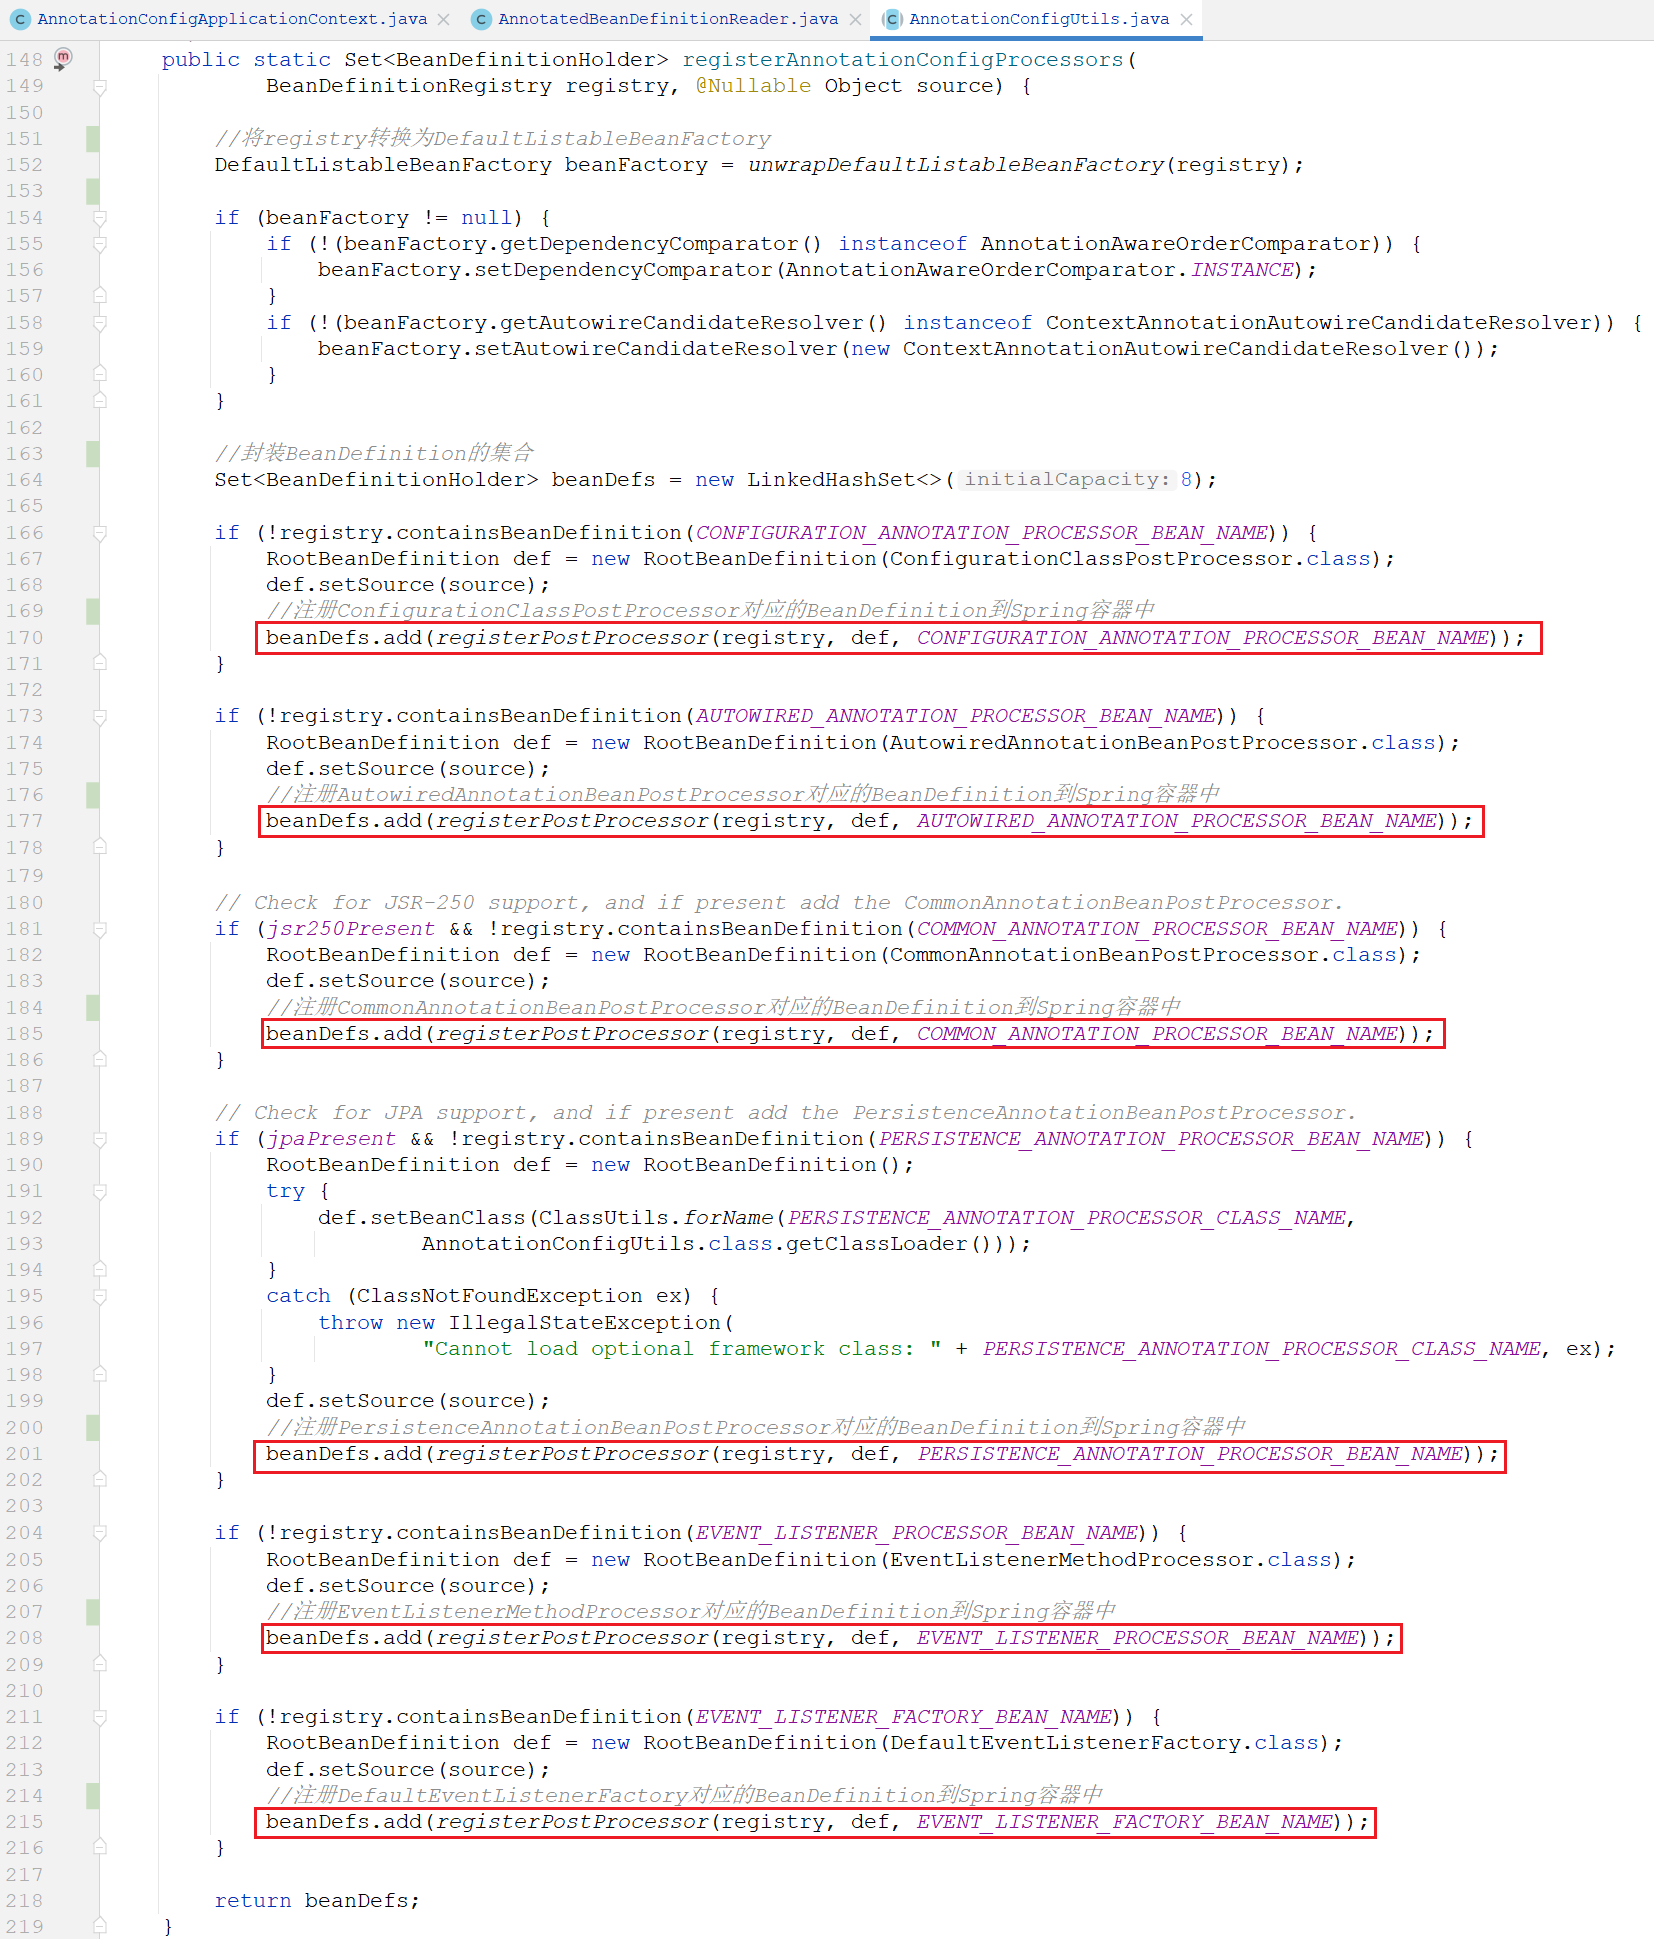 AnnotationConfigApplicationContext.java AnnotatedBeanDefinitionReader.java AnnotationConfigUtils.java
148 public static Set<BeanDefinitionHolder> registerAnnotationConfigProcessors(
149 BeanDefinitionRegistry registry, @Nullable Object source) {
150
151 //将registry转换为DefaultListableBeanFactory
152 DefaultListableBeanFactory beanFactory = unwrapDefaultListableBeanFactory(registry);
153
154 if (beanFactory != null) {
155 if (!(beanFactory.getDependencyComparator() instanceof AnnotationAwareOrderComparator)) {
156 beanFactory.setDependencyComparator(AnnotationAwareOrderComparator.INSTANCE);
157 }
158 if (!(beanFactory.getAutowireCandidateResolver() instanceof ContextAnnotationAutowireCandidateResolver)) {
159 beanFactory.setAutowireCandidateResolver(new ContextAnnotationAutowireCandidateResolver());
160 }
161 }
162
163 //封装BeanDefinition的集合
164 Set<BeanDefinitionHolder> beanDefs = new LinkedHashSet<>( initialCapacity: 8);
165
166 if (!registry.containsBeanDefinition(CONFIGURATION_ANNOTATION_PROCESSOR_BEAN_NAME)) {
167 RootBeanDefinition def = new RootBeanDefinition(ConfigurationClassPostProcessor.class);
168 def.setSource(source);
169 //注册ConfigurationClassPostProcessor对应的BeanDefinition到Spring容器中
170 beanDefs.add(registerPostProcessor(registry, def, CONFIGURATION_ANNOTATION_PROCESSOR_BEAN_NAME));
171 }
172
173 if (!registry.containsBeanDefinition(AUTOWIRED_ANNOTATION_PROCESSOR_BEAN_NAME)) {
174 RootBeanDefinition def = new RootBeanDefinition(AutowiredAnnotationBeanPostProcessor.class);
175 def.setSource(source);
176 //注册AutowiredAnnotationBeanPostProcessor对应的BeanDefinition到Spring容器中
177 beanDefs.add(registerPostProcessor(registry, def, AUTOWIRED_ANNOTATION_PROCESSOR_BEAN_NAME));
178 }
179
180 // Check for JSR-250 support, and if present add the CommonAnnotationBeanPostProcessor.
181 if (jsr250Present && !registry.containsBeanDefinition(COMMON_ANNOTATION_PROCESSOR_BEAN_NAME)) {
182 RootBeanDefinition def = new RootBeanDefinition(CommonAnnotationBeanPostProcessor.class);
183 def.setSource(source);
184 //注册CommonAnnotationBeanPostProcessor对应的BeanDefinition到Spring容器中
185 beanDefs.add(registerPostProcessor(registry, def, COMMON_ANNOTATION_PROCESSOR_BEAN_NAME));
186 }
187
188 // Check for JPA support, and if present add the PersistenceAnnotationBeanPostProcessor.
189 if (jpaPresent && !registry.containsBeanDefinition(PERSISTENCE_ANNOTATION_PROCESSOR_BEAN_NAME)) {
190 RootBeanDefinition def = new RootBeanDefinition();
191 try {
192 def.setBeanClass(ClassUtils.forName(PERSISTENCE_ANNOTATION_PROCESSOR_CLASS_NAME,
193 AnnotationConfigUtils.class.getClassLoader()));
194 }
195 catch (ClassNotFoundException ex) {
196 throw new IllegalStateException(
197 "Cannot load optional framework class: " + PERSISTENCE_ANNOTATION_PROCESSOR_CLASS_NAME, ex);
198 }
199 def.setSource(source);
200 //注册PersistenceAnnotationBeanPostProcessor对应的BeanDefinition到Spring容器中
201 beanDefs.add(registerPostProcessor(registry, def, PERSISTENCE_ANNOTATION_PROCESSOR_BEAN_NAME));
202 }
203
204 if (!registry.containsBeanDefinition(EVENT_LISTENER_PROCESSOR_BEAN_NAME)) {
205 RootBeanDefinition def = new RootBeanDefinition(EventListenerMethodProcessor.class);
206 def.setSource(source);
207 //注册EventListenerMethodProcessor对应的BeanDefinition到Spring容器中
208 beanDefs.add(registerPostProcessor(registry, def, EVENT_LISTENER_PROCESSOR_BEAN_NAME));
209 }
210
211 if (!registry.containsBeanDefinition(EVENT_LISTENER_FACTORY_BEAN_NAME)) {
212 RootBeanDefinition def = new RootBeanDefinition(DefaultEventListenerFactory.class);
213 def.setSource(source);
214 //注册DefaultEventListenerFactory对应的BeanDefinition到Spring容器中
215 beanDefs.add(registerPostProcessor(registry, def, EVENT_LISTENER_FACTORY_BEAN_NAME));
216 }
217
218 return beanDefs;
219 }